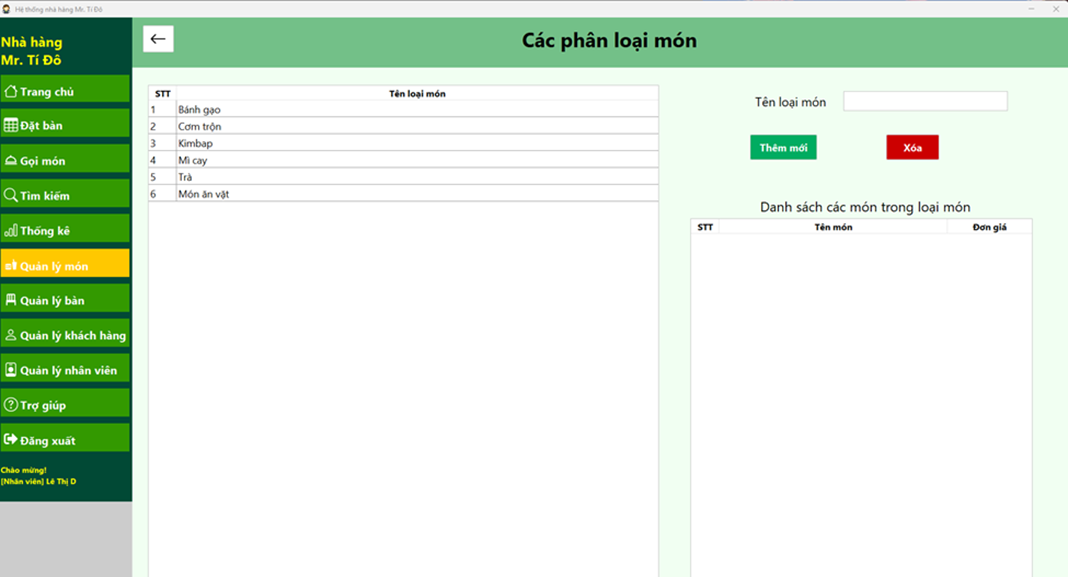 Hệ thống nhà hàng Mr. Tí Đô
Nhà hàng
Mr. Tí Đô
Trang chủ
Đặt bàn
Gọi món
Tìm kiếm
Thống kê
Quản lý món
Quản lý bàn
Quản lý khách hàng
Quản lý nhân viên
Trợ giúp
Đăng xuất
Chào mừng!
[Nhân viên] Lê Thị D
Các phân loại món
STT Tên loại món
1 Bánh gạo
2 Cơm trộn
3 Kimbap
4 Mì cay
5 Trà
6 Món ăn vặt
Tên loại món
Thêm mới Xóa
Danh sách các món trong loại món
STT Tên món Đơn giá